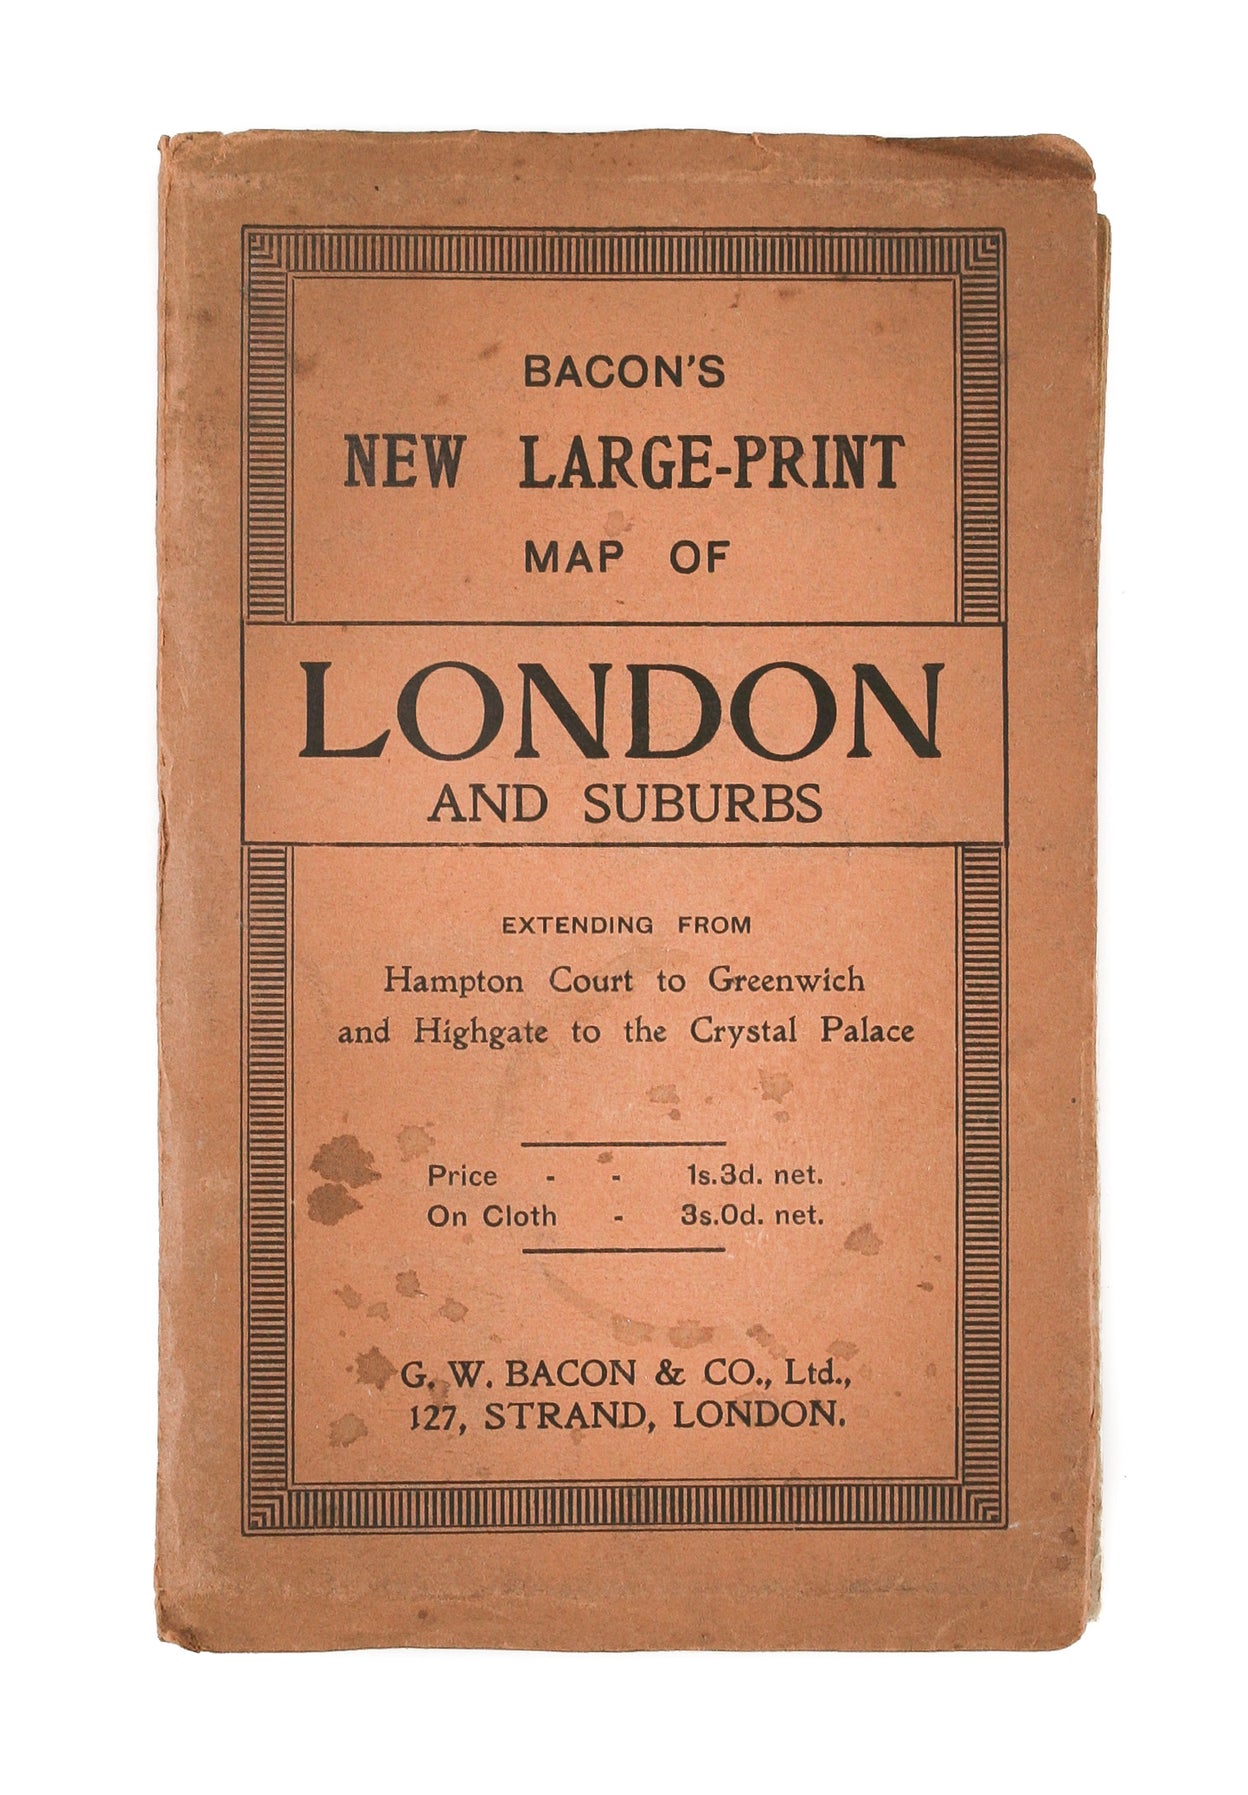 BACON'S
NEW LARGE-PRINT
MAP OF
LONDON
AND SUBURBS
EXTENDING FROM
Hampton Court to Greenwich
and Highgate to the Crystal Palace
Price - - 1s.3d. net.
On Cloth - 3s.0d. net.
G. W. BACON & CO., Ltd.,
127, STRAND, LONDON.